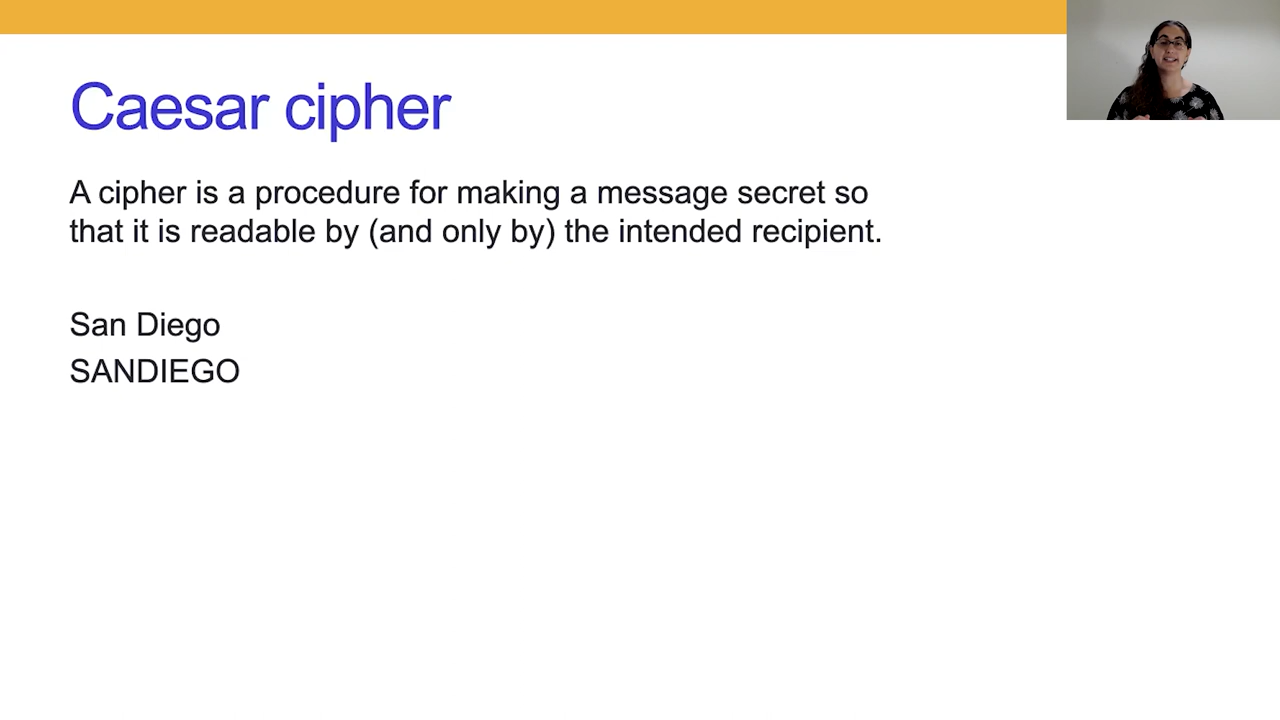 Caesar cipher
A cipher is a procedure for making a message secret so
that it is readable by (and only by) the intended recipient.
San Diego
SANDIEGO